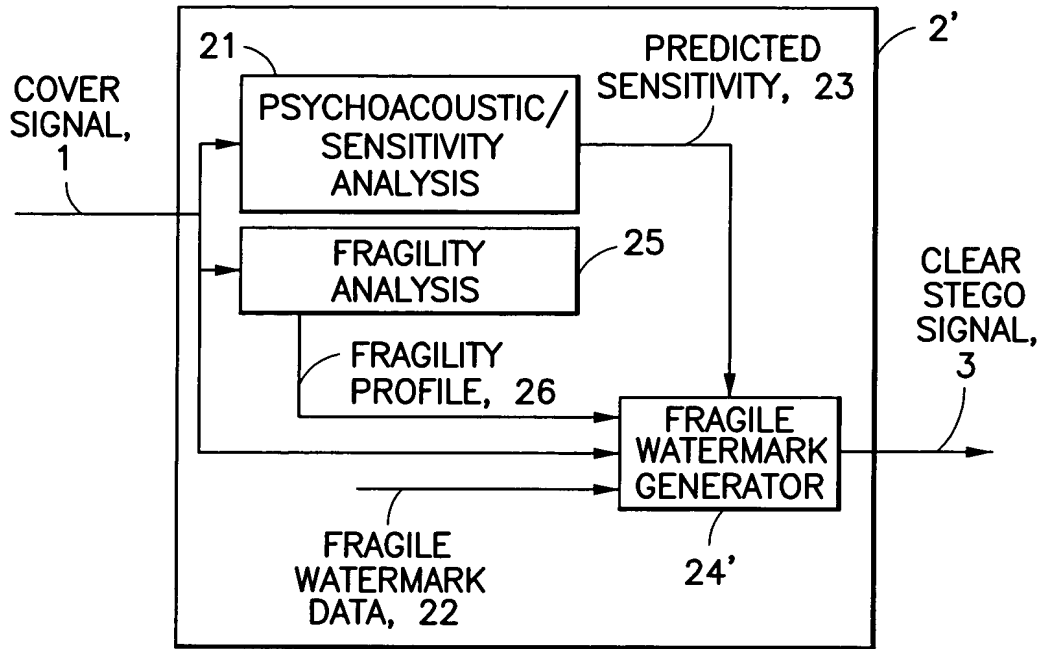 2'
21
PREDICTED
SENSITIVITY, 23
COVER
SIGNAL,
1
PSYCHOACOUSTIC/
SENSITIVITY
ANALYSIS
FRAGILITY
ANALYSIS
25
CLEAR
STEGO
SIGNAL,
3
FRAGILITY
PROFILE, 26
FRAGILE
WATERMARK
GENERATOR
24'
FRAGILE
WATERMARK
DATA, 22